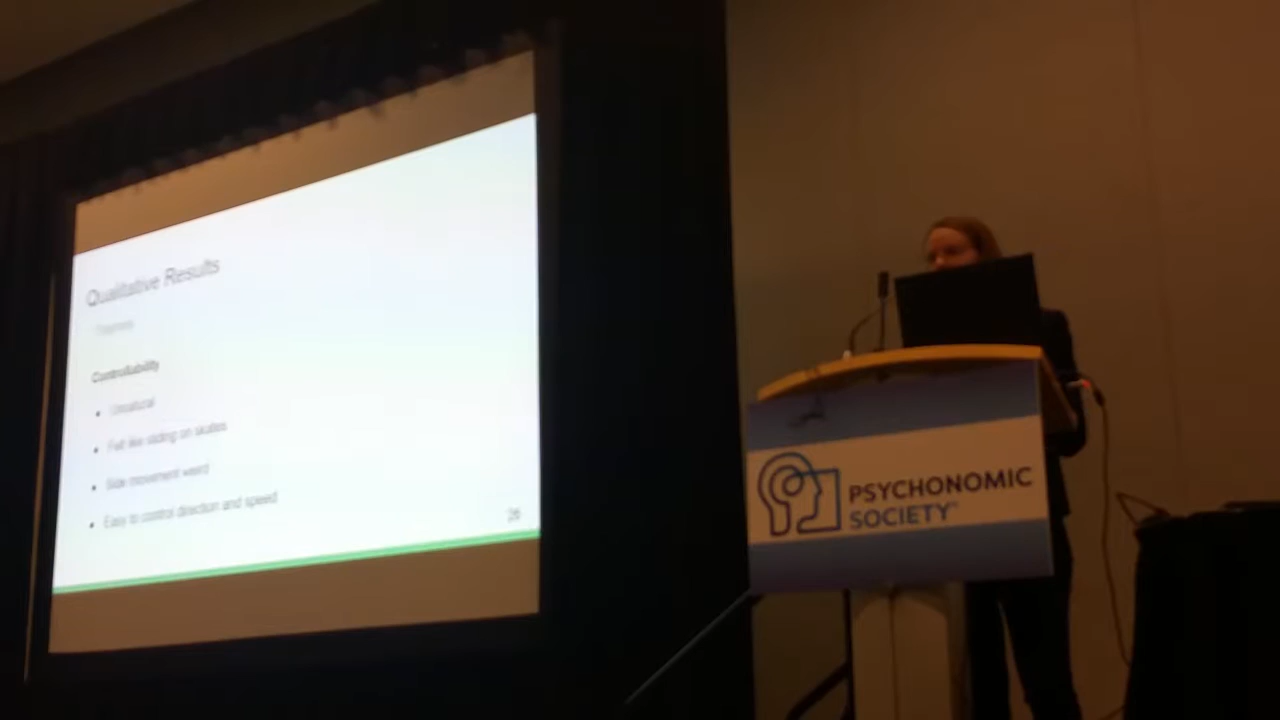 Qualitative Results
Controllability
• Unnatural
• Felt like sliding on skates
• Side movement weird
• Easy to control direction and speed
26
PSYCHONOMIC
SOCIETY